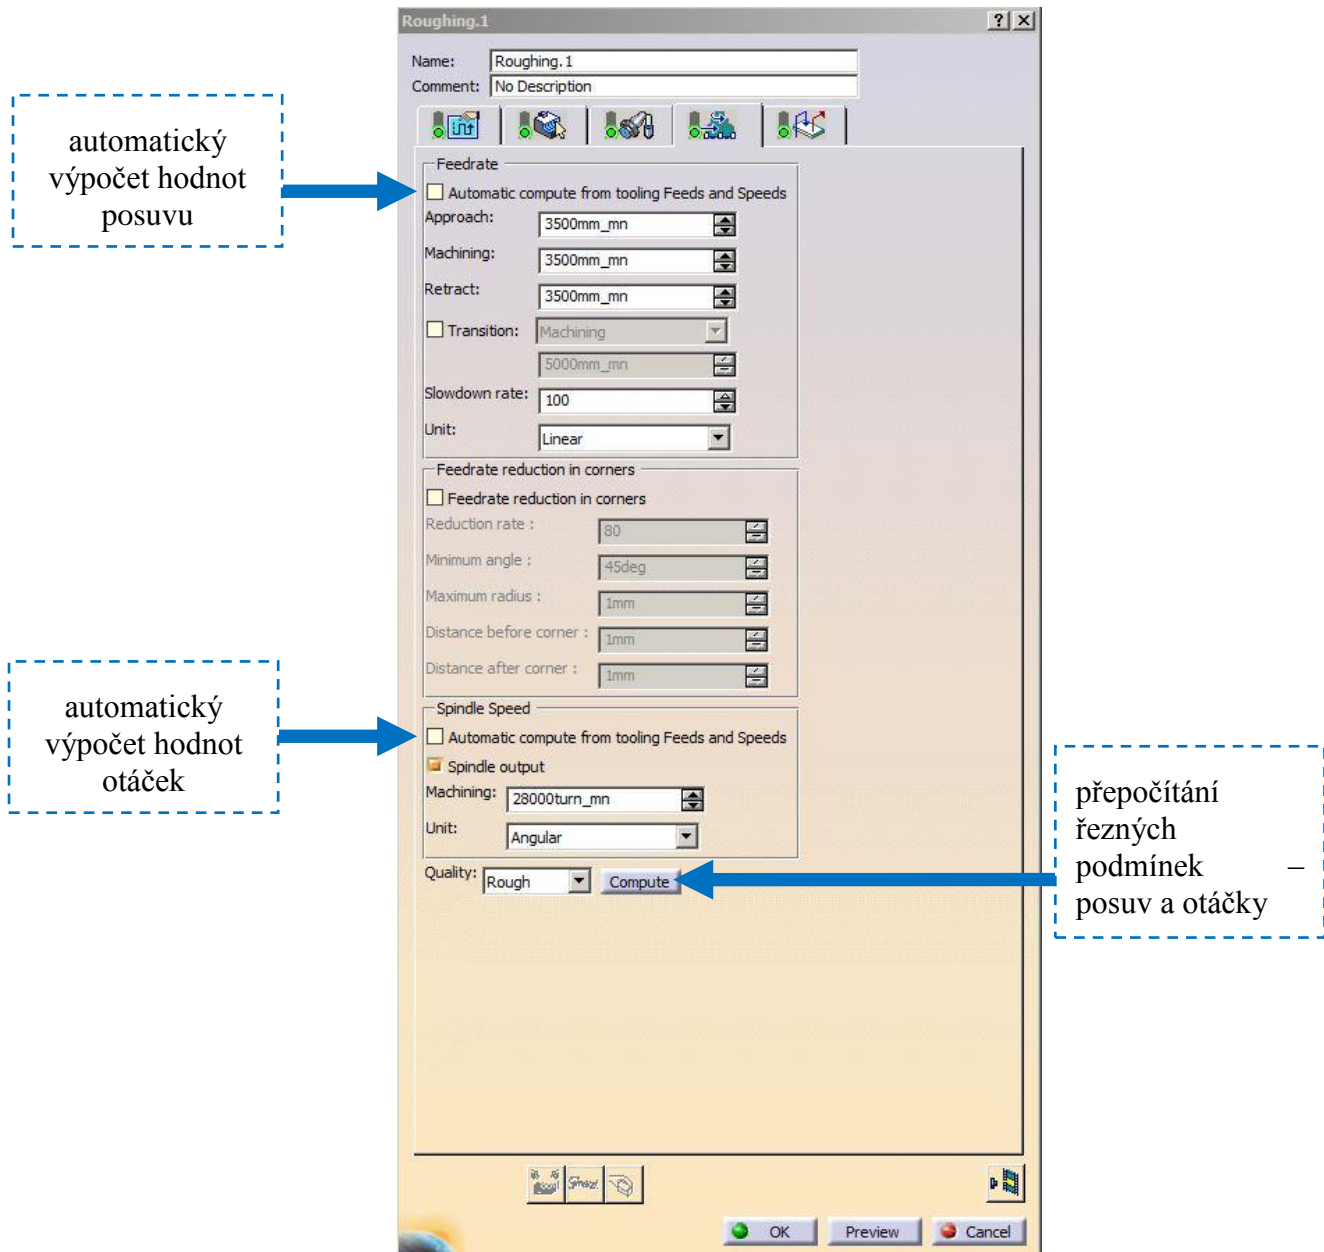 Roughing.1
Name: Roughing.1
Comment: No Description
automatický
výpočet hodnot
posuvu
Feedrate
Automatic compute from tooling Feeds and Speeds
Approach: 3500mm_mn
Machining: 3500mm_mn
Retract: 3500mm_mn
Transition: Machining
5000mm_mn
Slowdown rate: 100
Unit: Linear
Feedrate reduction in corners
Feedrate reduction in corners
Reduction rate : 80
Minimum angle : 45deg
Maximum radius : 1mm
Distance before corner : 1mm
Distance after corner : 1mm
automatický
výpočet hodnot
otáček
Spindle Speed
Automatic compute from tooling Feeds and Speeds
Spindle output
Machining: 28000turn_mn
Unit: Angular
Quality: Rough Compute
přepočítání
řezných
podmínek –
posuv a otáčky
OK Preview Cancel